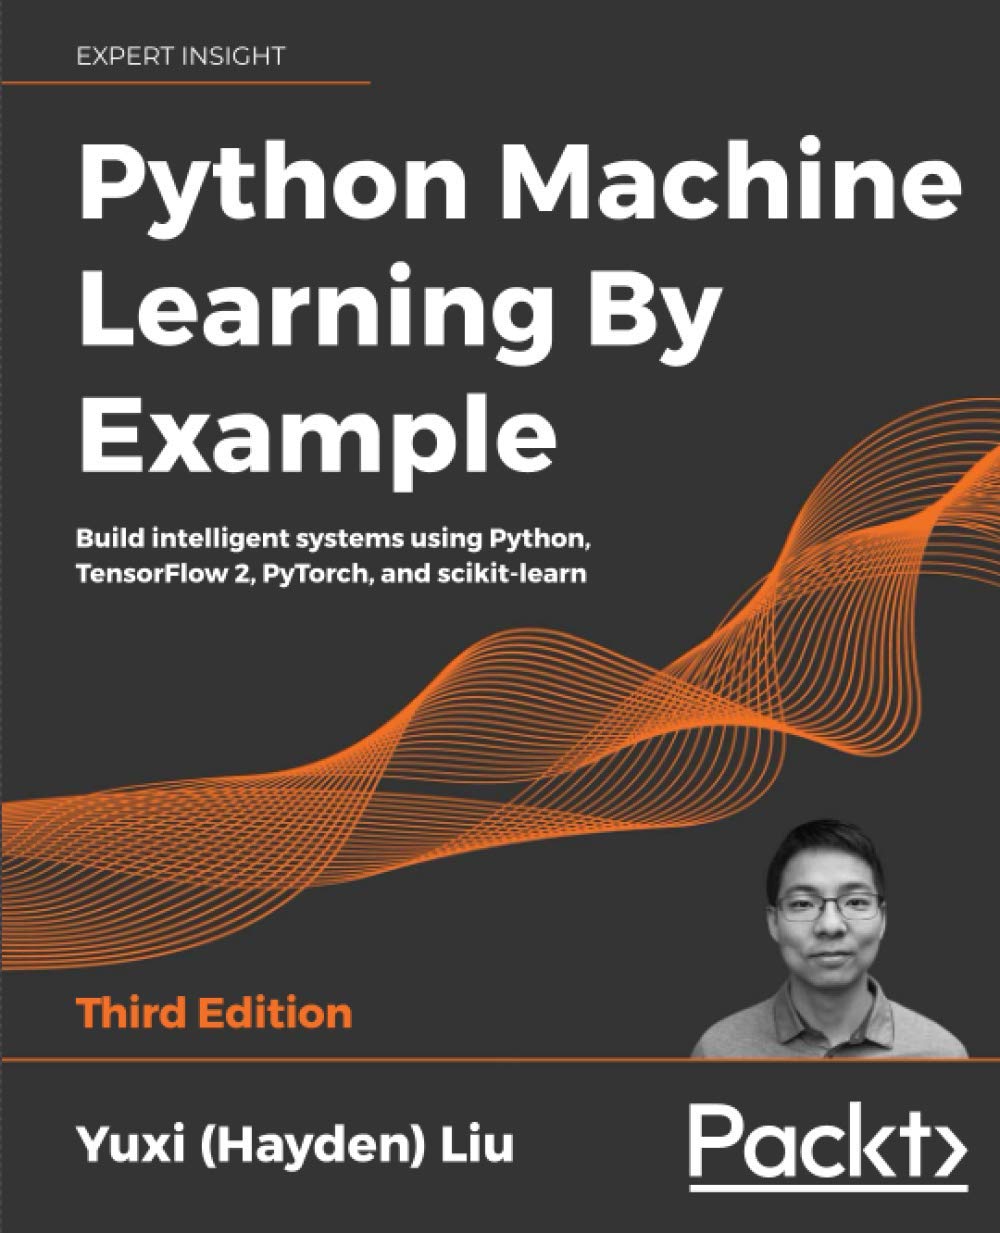 EXPERT INSIGHT
Python Machine
Learning By
Example
Build intelligent systems using Python,
TensorFlow 2, PyTorch, and scikit-learn
Third Edition
Yuxi (Hayden) Liu
Packt>